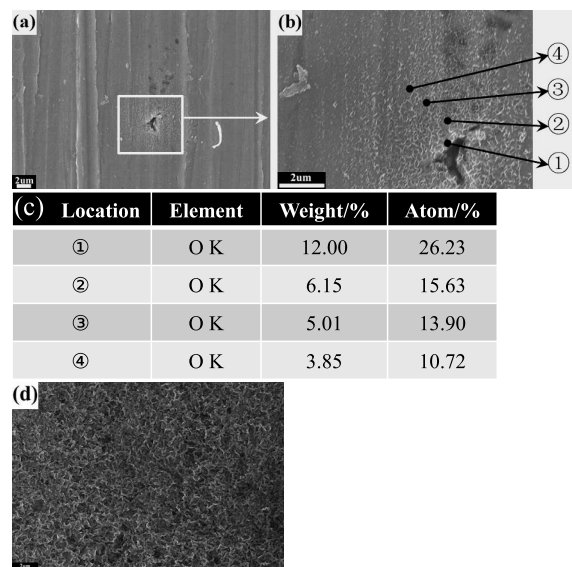 (a)
2um
(b)
④
③
②
①
2um
(c) Location Element Weight/% Atom/%
① O K 12.00 26.23
② O K 6.15 15.63
③ O K 5.01 13.90
④ O K 3.85 10.72
(d)